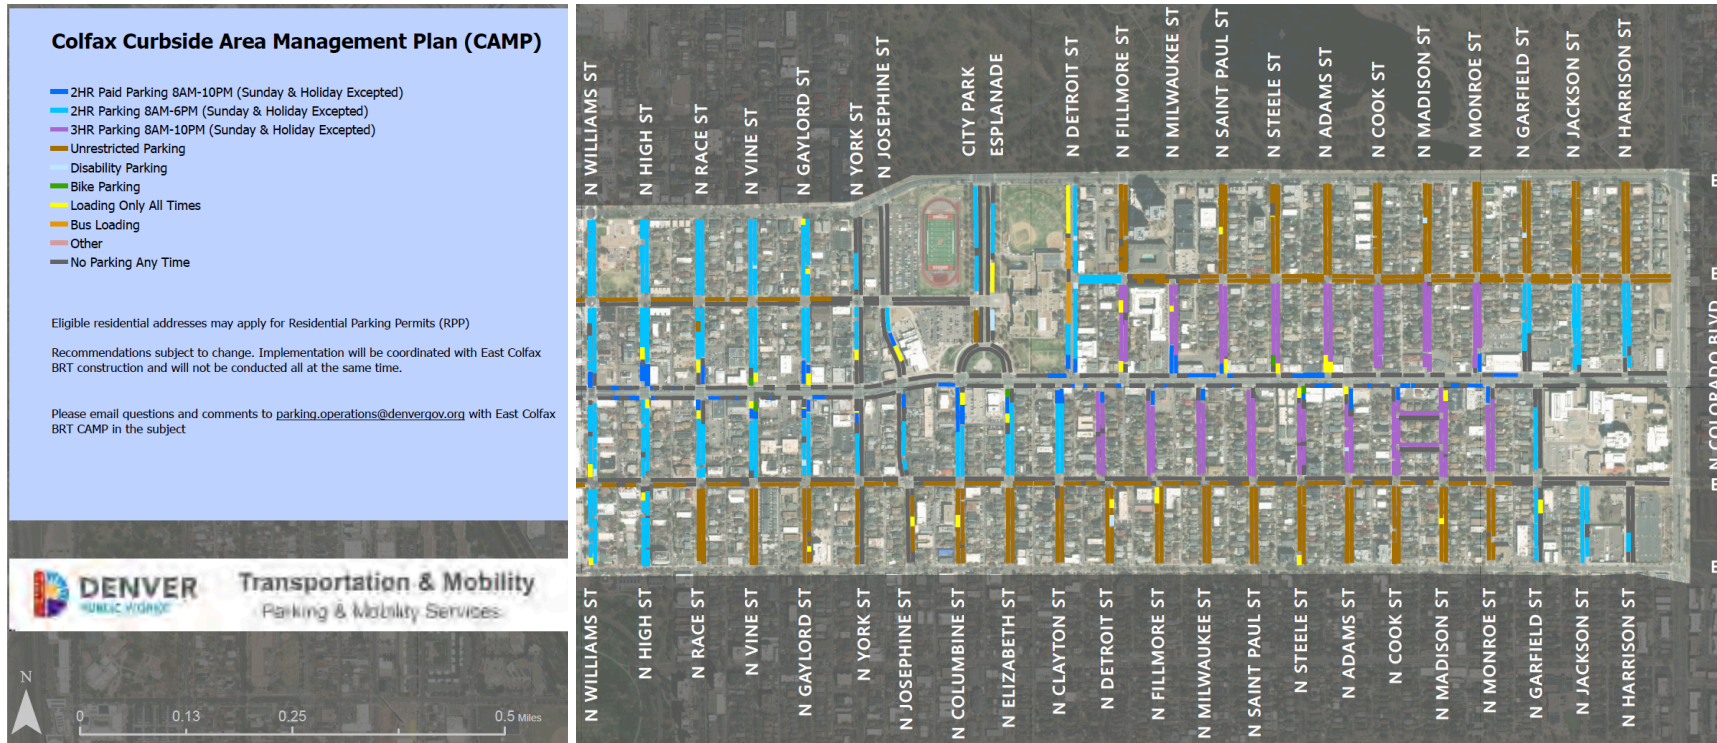 Colfax Curbside Area Management Plan (CAMP)
2HR Paid Parking 8AM-10PM (Sunday & Holiday Excepted)
2HR Parking 8AM-6PM (Sunday & Holiday Excepted)
3HR Parking 8AM-10PM (Sunday & Holiday Excepted)
Unrestricted Parking
Disability Parking
Bike Parking
Loading Only All Times
Bus Loading
Other
No Parking Any Time
Eligible residential addresses may apply for Residential Parking Permits (RPP)
Recommendations subject to change. Implementation will be coordinated with East Colfax
BRT construction and will not be conducted all at the same time.
Please email questions and comments to parking.operations@denvergov.org with East Colfax
BRT CAMP in the subject
DENVER
PUBLIC WORKS
Transportation & Mobility
Parking & Mobility Services
N
0 0.13 0.25 0.5 Miles
N WILLIAMS ST
N HIGH ST
N RACE ST
N VINE ST
N GAYLORD ST
N YORK ST
N JOSEPHINE ST
CITY PARK
ESPLANADE
N DETROIT ST
N FILLMORE ST
N MILWAUKEE ST
N SAINT PAUL ST
N STEELE ST
N ADAMS ST
N COOK ST
N MADISON ST
N MONROE ST
N GARFIELD ST
N JACKSON ST
N HARRISON ST
E
E
N COLORADO BLVD
E
E
N WILLIAMS ST
N HIGH ST
N RACE ST
N VINE ST
N GAYLORD ST
N YORK ST
N JOSEPHINE ST
N COLUMBINE ST
N ELIZABETH ST
N CLAYTON ST
N DETROIT ST
N FILLMORE ST
N MILWAUKEE ST
N SAINT PAUL ST
N STEELE ST
N ADAMS ST
N COOK ST
N MADISON ST
N MONROE ST
N GARFIELD ST
N JACKSON ST
N HARRISON ST